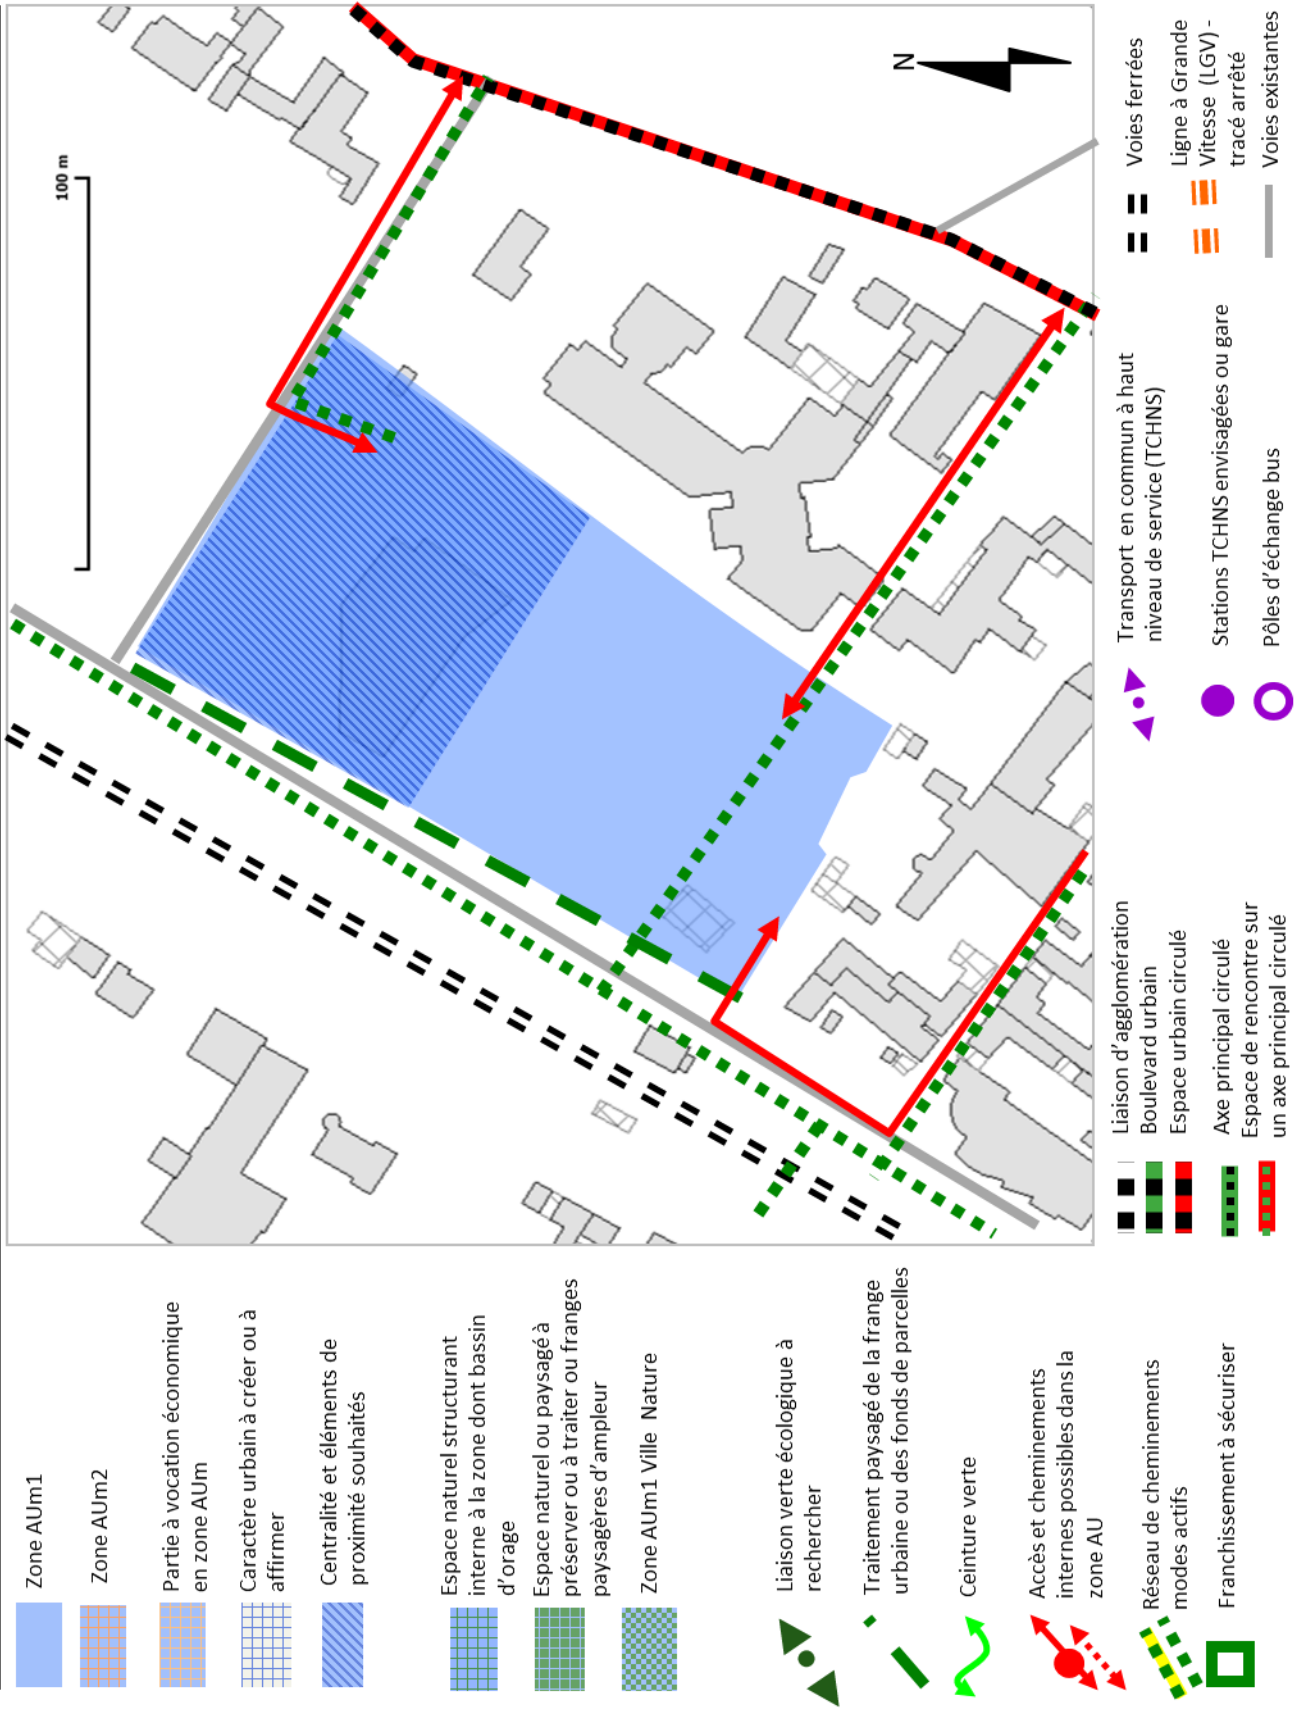 Zone AUm1
Zone AUm2
Partie à vocation économique
en zone AUm
Caractère urbain à créer ou à
affirmer
Centralité et éléments de
proximité souhaités
Espace naturel structurant
interne à la zone dont bassin
d'orage
Espace naturel ou paysagé à
préserver ou à traiter ou franges
paysagères d'ampleur
Zone AUm1 Ville Nature
Liaison verte écologique à
rechercher
Traitement paysagé de la frange
urbaine ou des fonds de parcelles
Ceinture verte
Accès et cheminements
internes possibles dans la
zone AU
Réseau de cheminements
modes actifs
Franchissement à sécuriser
100 m
N
Liaison d'agglomération
Boulevard urbain
Espace urbain circulé
Axe principal circulé
Espace de rencontre sur
un axe principal circulé
Transport en commun à haut
niveau de service (TCHNS)
Stations TCHNS envisagées ou gare
Pôles d'échange bus
Voies ferrées
Ligne à Grande
Vitesse (LGV) -
tracé arrêté
Voies existantes